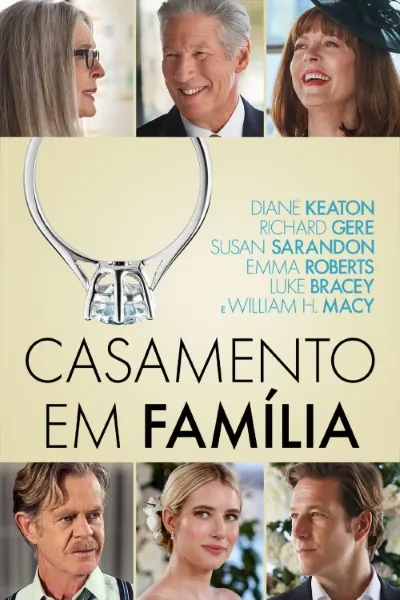 DIANE KEATON
RICHARD GERE
SUSAN SARANDON
EMMA ROBERTS
LUKE BRACEY
E WILLIAM H. MACY
CASAMENTO
EM FAMÍLIA